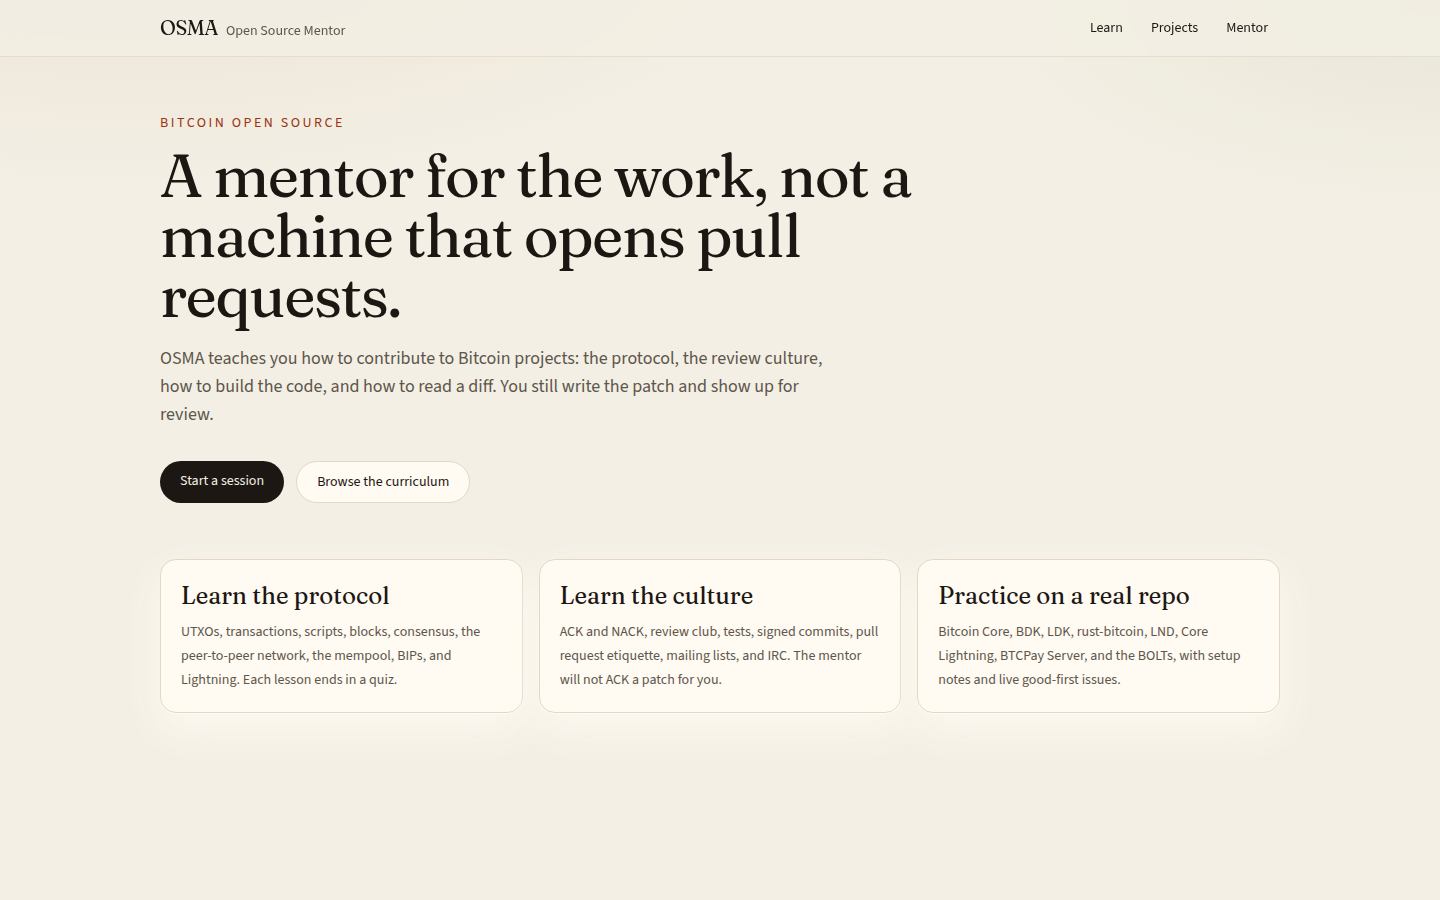 OSMA Open Source Mentor
Learn Projects Mentor
BITCOIN OPEN SOURCE
A mentor for the work, not a
machine that opens pull
requests.
OSMA teaches you how to contribute to Bitcoin projects: the protocol, the review culture,
how to build the code, and how to read a diff. You still write the patch and show up for
review.
Start a session
Browse the curriculum
Learn the protocol
UTXOs, transactions, scripts, blocks, consensus, the
peer-to-peer network, the mempool, BIPs, and
Lightning. Each lesson ends in a quiz.
Learn the culture
ACK and NACK, review club, tests, signed commits, pull
request etiquette, mailing lists, and IRC. The mentor
will not ACK a patch for you.
Practice on a real repo
Bitcoin Core, BDK, LDK, rust-bitcoin, LND, Core
Lightning, BTCPay Server, and the BOLTs, with setup
notes and live good-first issues.